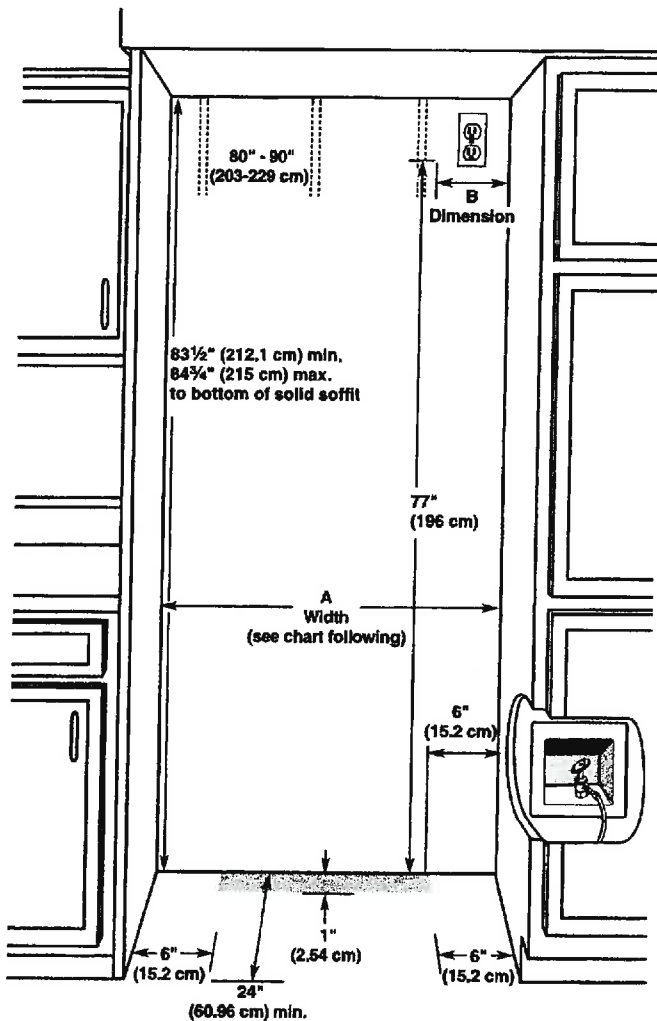 80" - 90"
(203-229 cm)
B
Dimension
83½" (212.1 cm) min.
84¾" (215 cm) max.
to bottom of solid soffit
77"
(196 cm)
A
Width
(see chart following)
6"
(15.2 cm)
1"
(2.54 cm)
6"
(15.2 cm)
6"
(15.2 cm)
24"
(60.96 cm) min.